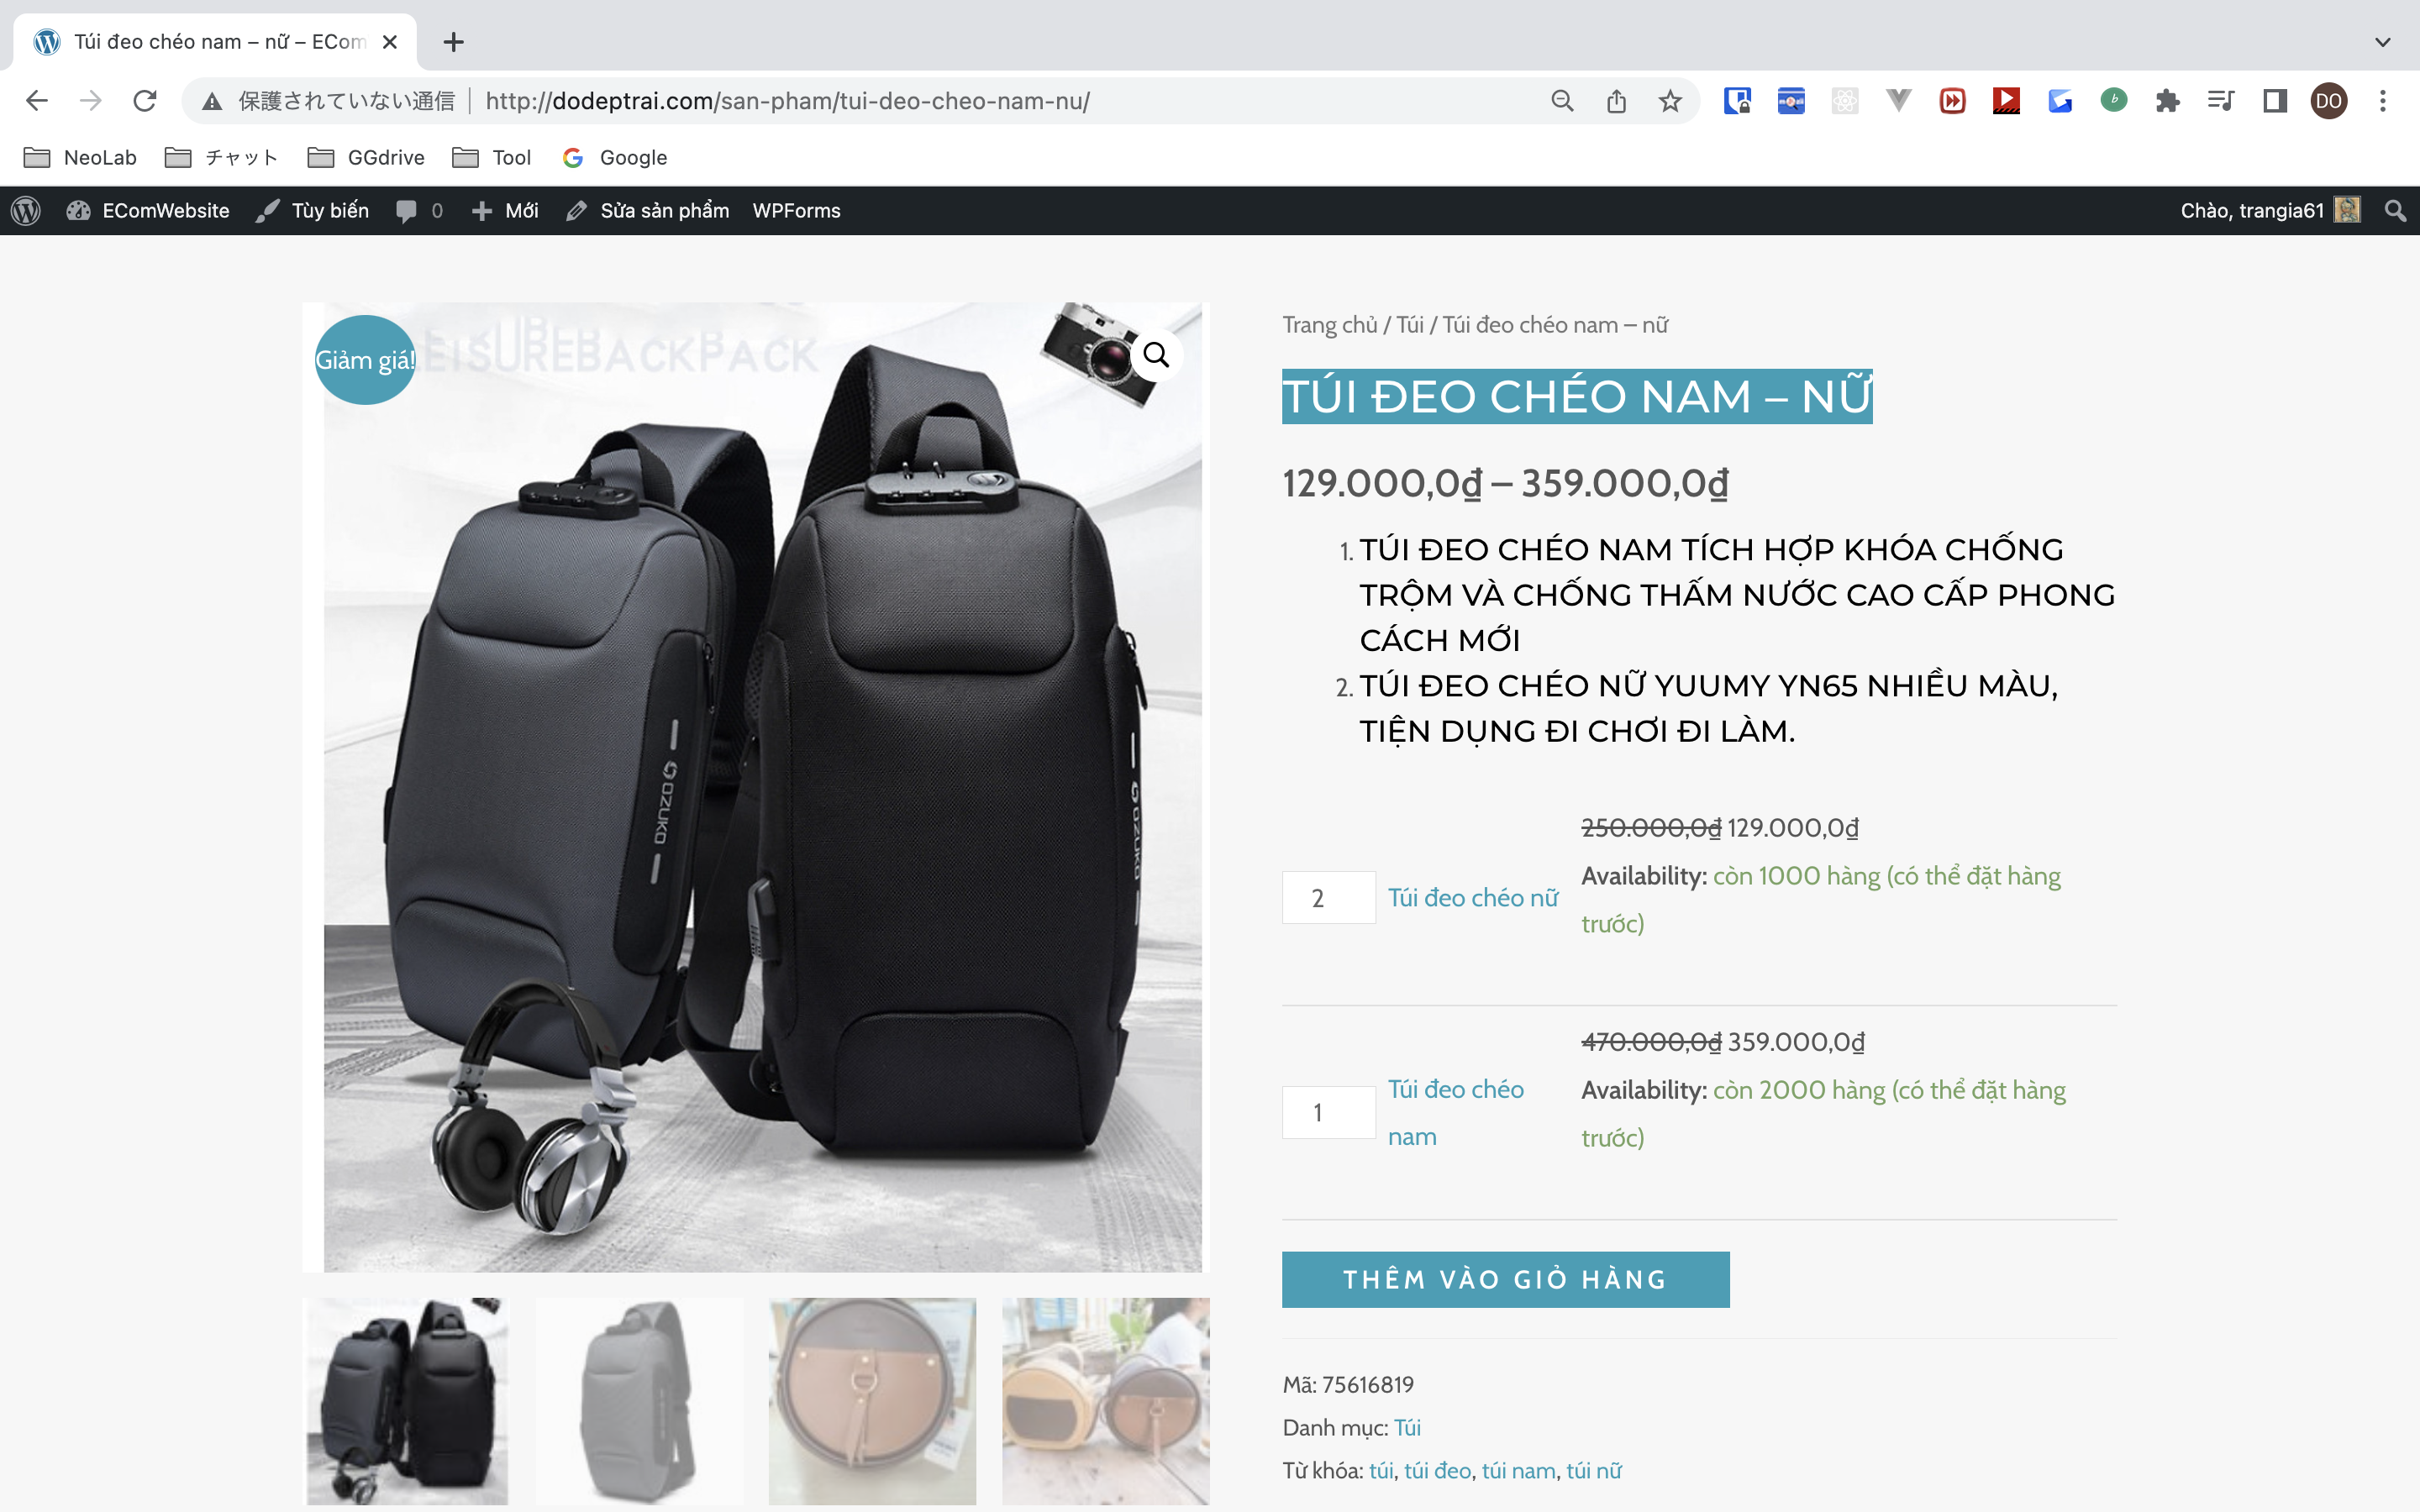 Túi đeo chéo nam – nữ – ECom
保護されていない通信 | http://dodeptrai.com/san-pham/tui-deo-cheo-nam-nu/
DO
NeoLab チャット GGdrive Tool Google
EComWebsite Tùy biến 0 Mới Sửa sản phẩm WPForms
Chào, trangia61
LEISUREBACKPACK
Giảm giá!
OZUKO
OZUKO
Trang chủ / Túi / Túi đeo chéo nam – nữ
TÚI ĐEO CHÉO NAM – NỮ
129.000,0₫ – 359.000,0₫
1. TÚI ĐEO CHÉO NAM TÍCH HỢP KHÓA CHỐNG
TRỘM VÀ CHỐNG THẤM NƯỚC CAO CẤP PHONG
CÁCH MỚI
2. TÚI ĐEO CHÉO NỮ YUUMY YN65 NHIỀU MÀU,
TIỆN DỤNG ĐI CHƠI ĐI LÀM.
250.000,0₫ 129.000,0₫
2 Túi đeo chéo nữ
Availability: còn 1000 hàng (có thể đặt hàng
trước)
470.000,0₫ 359.000,0₫
1 Túi đeo chéo
nam
Availability: còn 2000 hàng (có thể đặt hàng
trước)
THÊM VÀO GIỎ HÀNG
Mã: 75616819
Danh mục: Túi
Từ khóa: túi, túi đeo, túi nam, túi nữ